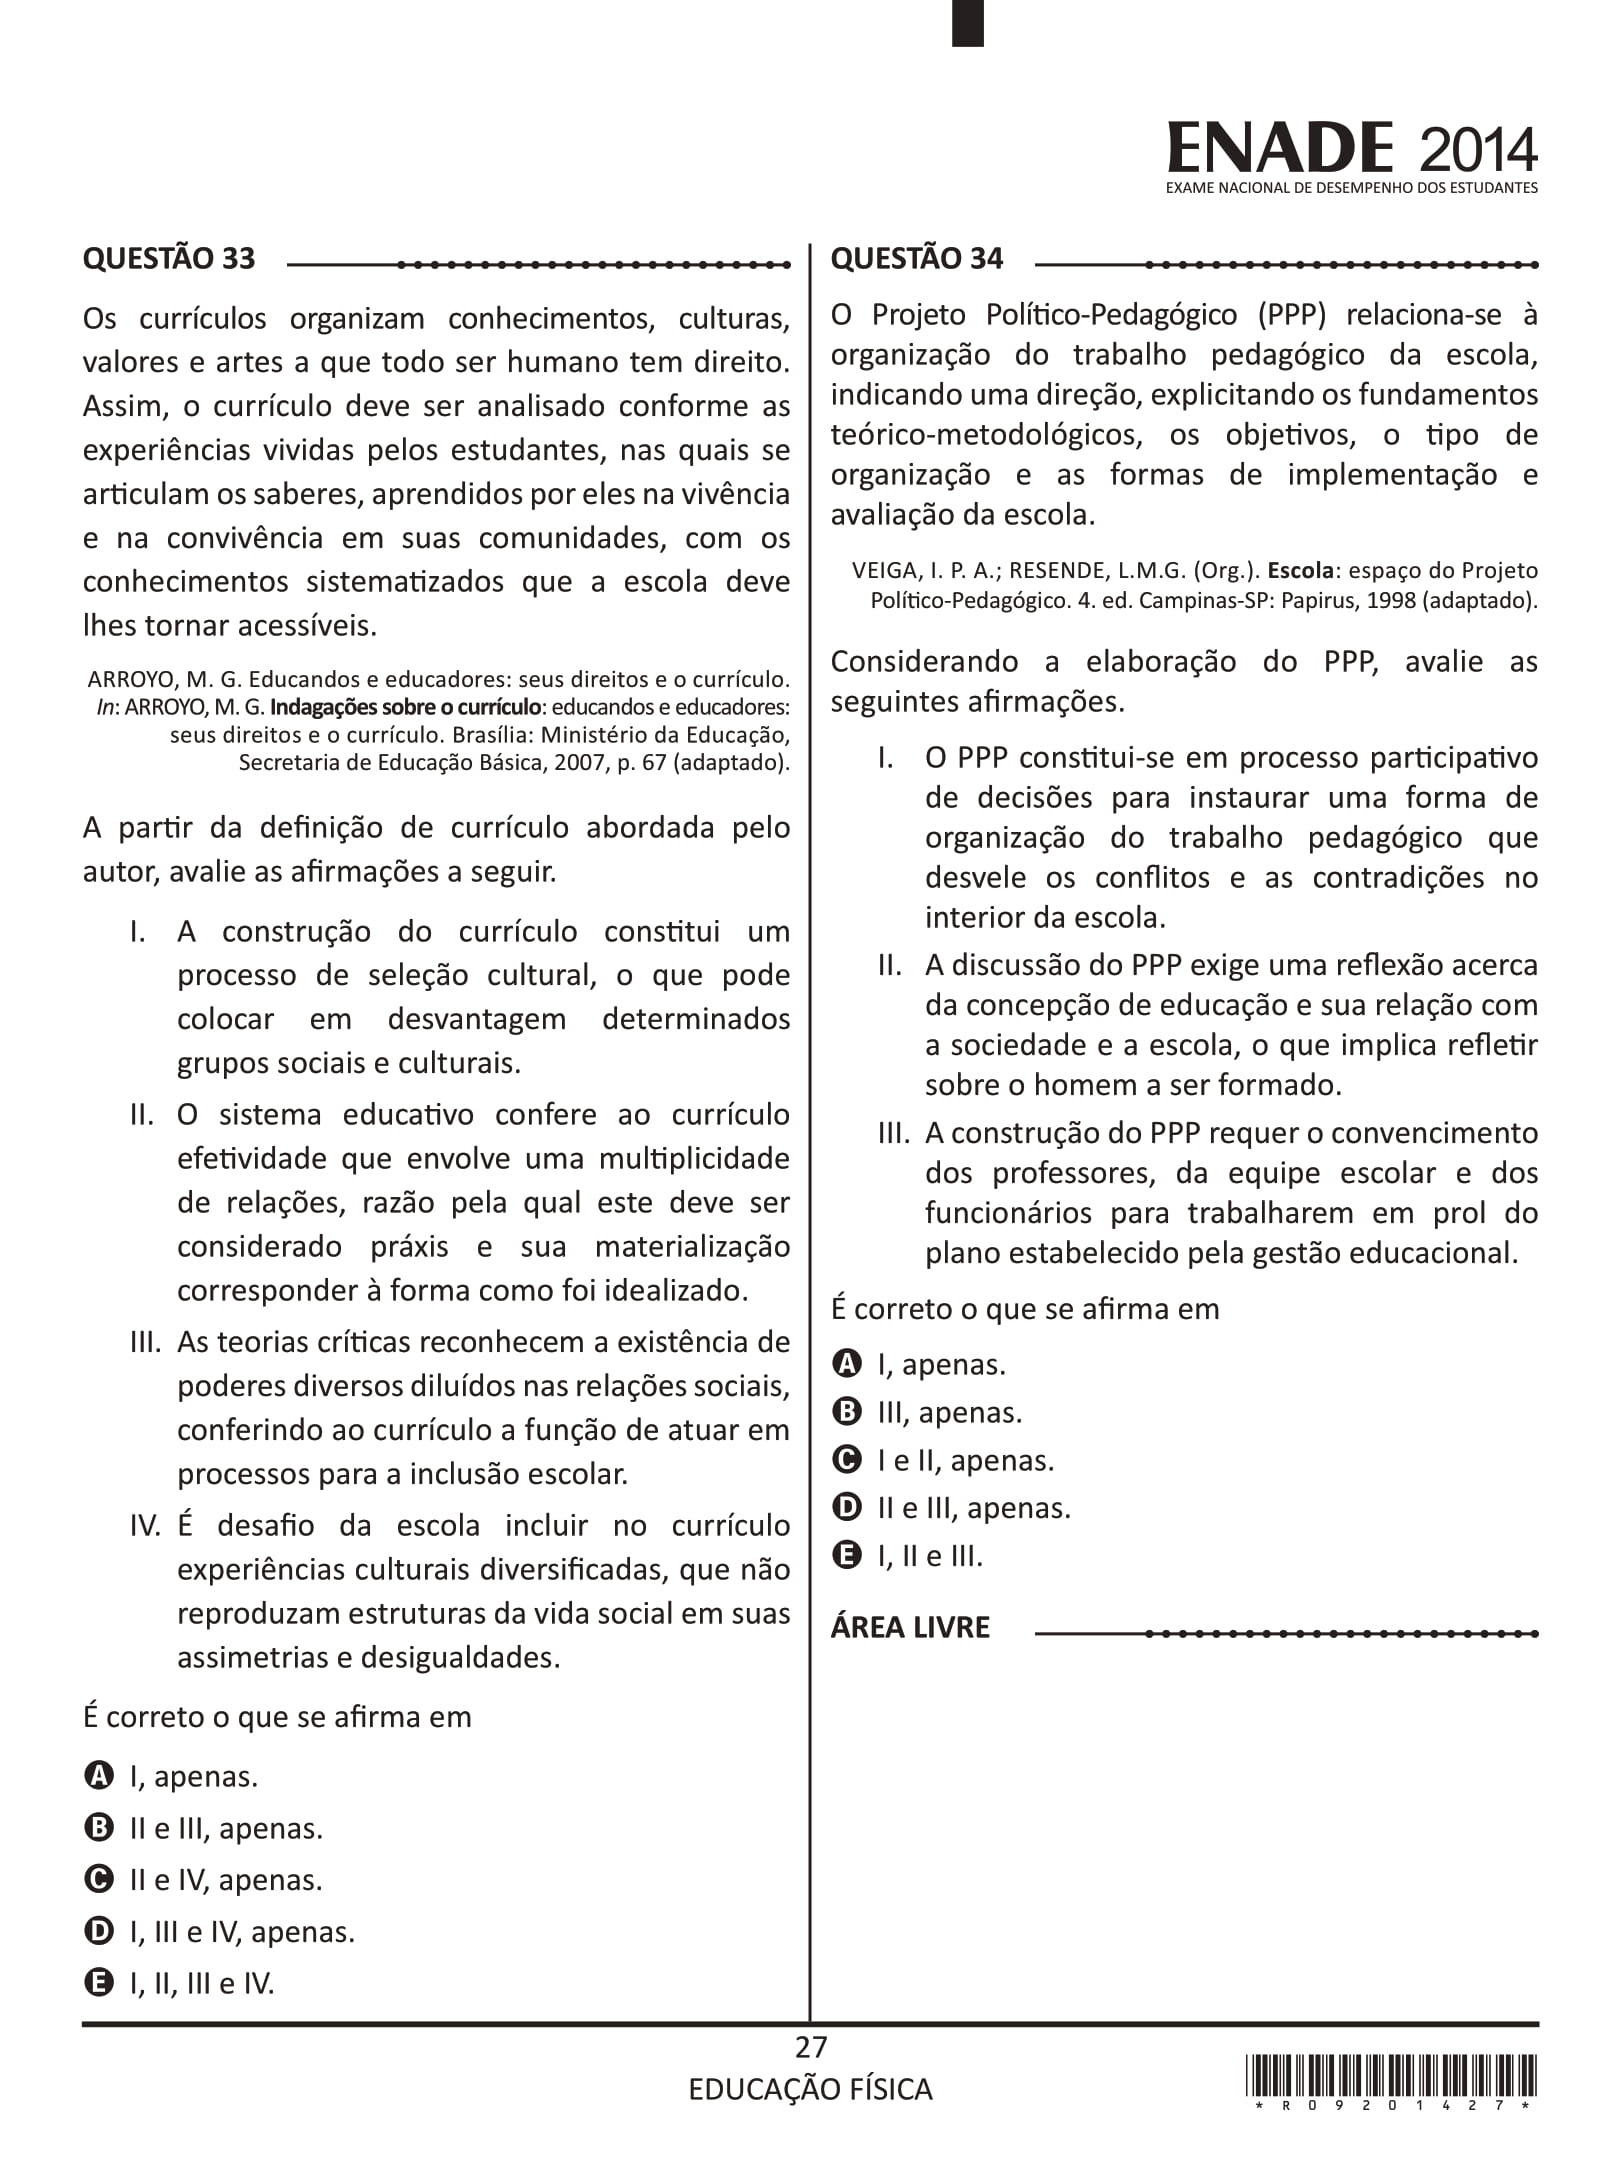 ENADE 2014
EXAME NACIONAL DE DESEMPENHO DOS ESTUDANTES
QUESTÃO 33
Os currículos organizam conhecimentos, culturas,
valores e artes a que todo ser humano tem direito.
Assim, o currículo deve ser analisado conforme as
experiências vividas pelos estudantes, nas quais se
articulam os saberes, aprendidos por eles na vivência
e na convivência em suas comunidades, com os
conhecimentos sistematizados que a escola deve
lhes tornar acessíveis.
ARROYO, M. G. Educandos e educadores: seus direitos e o currículo.
In: ARROYO, M. G. Indagações sobre o currículo: educandos e educadores:
seus direitos e o currículo. Brasília: Ministério da Educação,
Secretaria de Educação Básica, 2007, p. 67 (adaptado).
A partir da definição de currículo abordada pelo
autor, avalie as afirmações a seguir.
I. A construção do currículo constitui um
processo de seleção cultural, o que pode
colocar em desvantagem determinados
grupos sociais e culturais.
II. O sistema educativo confere ao currículo
efetividade que envolve uma multiplicidade
de relações, razão pela qual este deve ser
considerado práxis e sua materialização
corresponder à forma como foi idealizado.
III. As teorias críticas reconhecem a existência de
poderes diversos diluídos nas relações sociais,
conferindo ao currículo a função de atuar em
processos para a inclusão escolar.
IV. É desafio da escola incluir no currículo
experiências culturais diversificadas, que não
reproduzam estruturas da vida social em suas
assimetrias e desigualdades.
É correto o que se afirma em
A I, apenas.
B II e III, apenas.
C II e IV, apenas.
D I, III e IV, apenas.
E I, II, III e IV.
QUESTÃO 34
O Projeto Político-Pedagógico (PPP) relaciona-se à
organização do trabalho pedagógico da escola,
indicando uma direção, explicitando os fundamentos
teórico-metodológicos, os objetivos, o tipo de
organização e as formas de implementação e
avaliação da escola.
VEIGA, I. P. A.; RESENDE, L.M.G. (Org.). Escola: espaço do Projeto
Político-Pedagógico. 4. ed. Campinas-SP: Papirus, 1998 (adaptado).
Considerando a elaboração do PPP, avalie as
seguintes afirmações.
I. O PPP constitui-se em processo participativo
de decisões para instaurar uma forma de
organização do trabalho pedagógico que
desvele os conflitos e as contradições no
interior da escola.
II. A discussão do PPP exige uma reflexão acerca
da concepção de educação e sua relação com
a sociedade e a escola, o que implica refletir
sobre o homem a ser formado.
III. A construção do PPP requer o convencimento
dos professores, da equipe escolar e dos
funcionários para trabalharem em prol do
plano estabelecido pela gestão educacional.
É correto o que se afirma em
A I, apenas.
B III, apenas.
C I e II, apenas.
D II e III, apenas.
E I, II e III.
ÁREA LIVRE
27
EDUCAÇÃO FÍSICA
*R09201427*